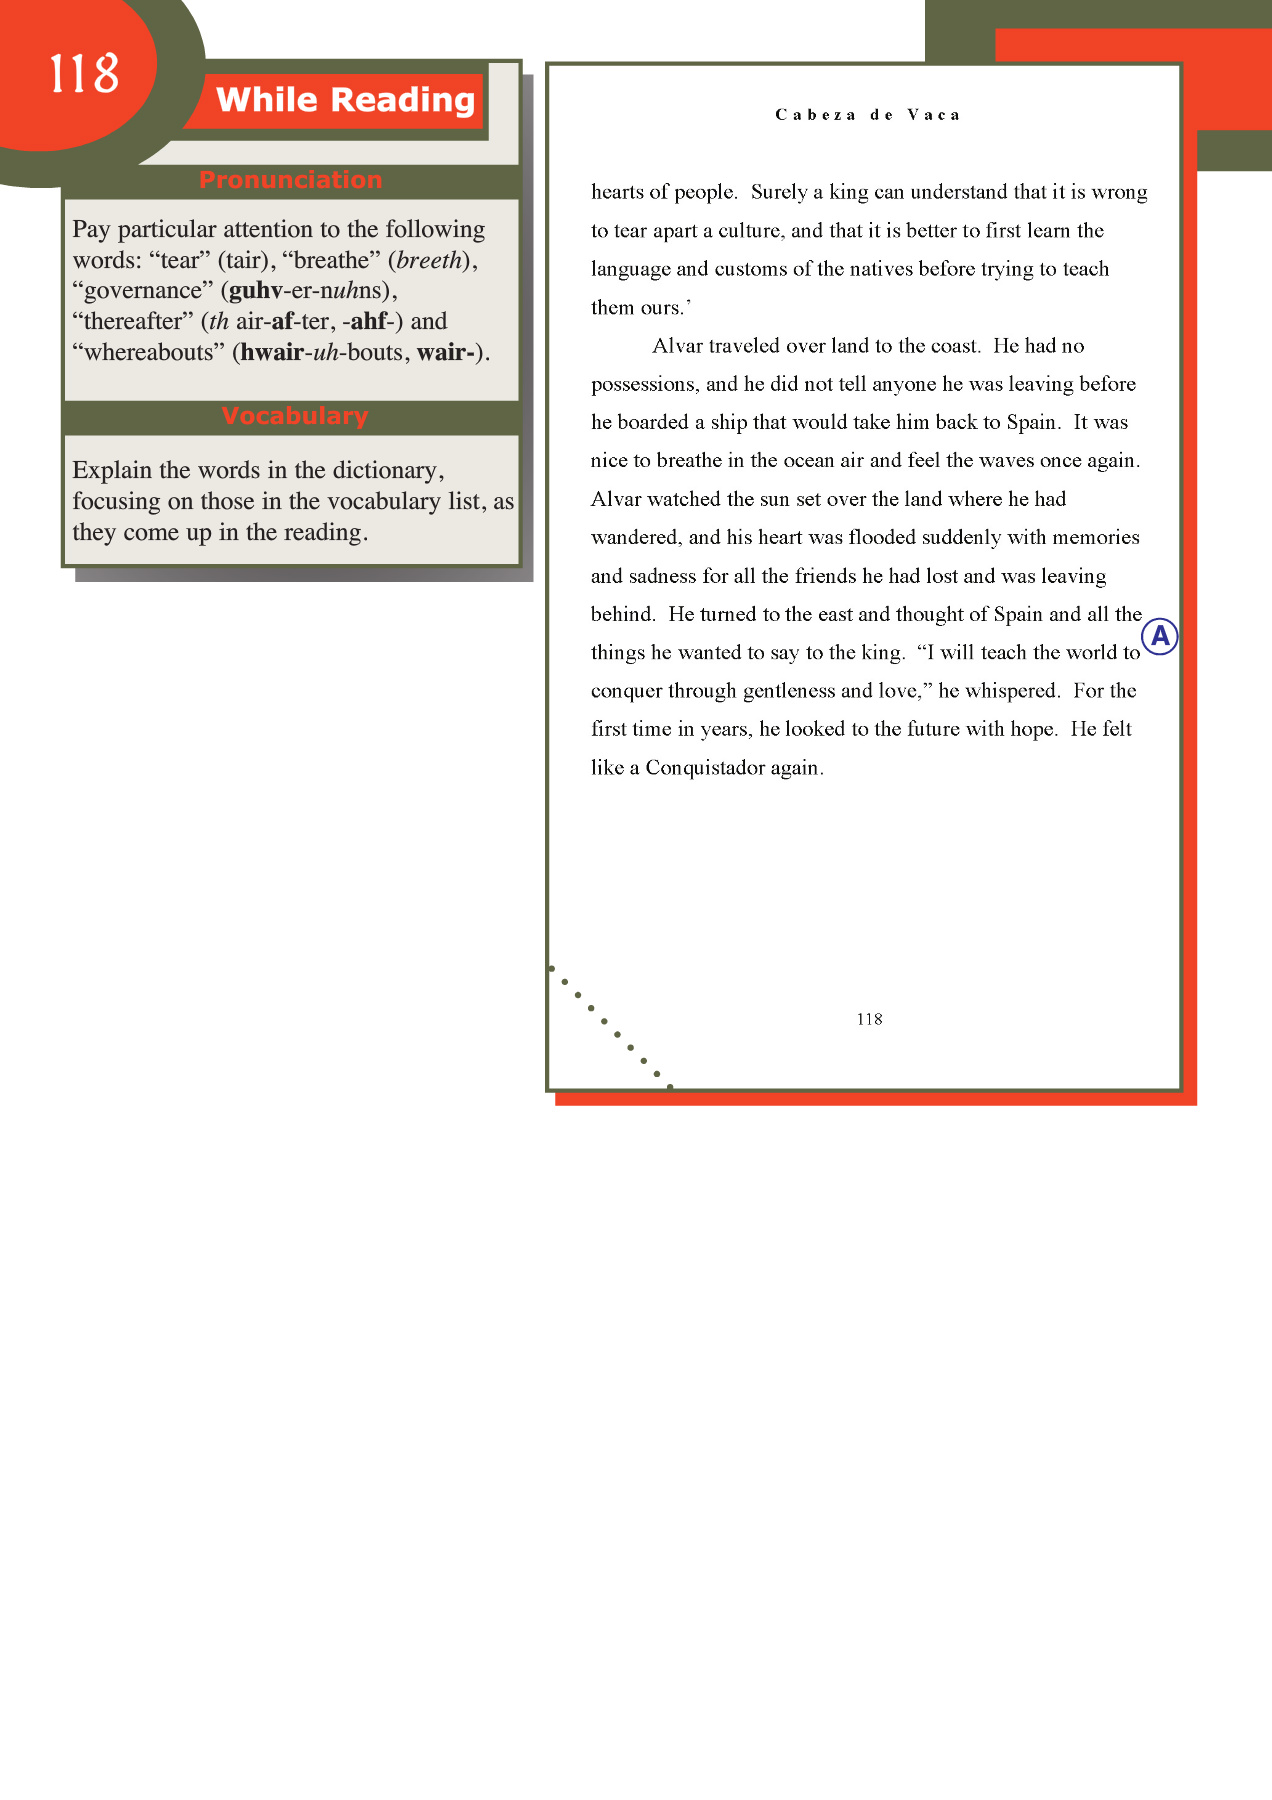 118
While Reading
Pronunciation
Pay particular attention to the following
words: “tear” (tair), “breathe” (breeth),
“governance” (guhv-er-nuhns),
“thereafter” (th air-af-ter, -ahf-) and
“whereabouts” (hwair-uh-bouts, wair-).
Vocabulary
Explain the words in the dictionary,
focusing on those in the vocabulary list, as
they come up in the reading.
Cabeza de Vaca
hearts of people.  Surely a king can understand that it is wrong
to tear apart a culture, and that it is better to first learn the
language and customs of the natives before trying to teach
them ours.’
Alvar traveled over land to the coast.  He had no
possessions, and he did not tell anyone he was leaving before
he boarded a ship that would take him back to Spain.  It was
nice to breathe in the ocean air and feel the waves once again.
Alvar watched the sun set over the land where he had
wandered, and his heart was flooded suddenly with memories
and sadness for all the friends he had lost and was leaving
behind.  He turned to the east and thought of Spain and all the
things he wanted to say to the king.  “I will teach the world to
A
conquer through gentleness and love,” he whispered.  For the
first time in years, he looked to the future with hope.  He felt
like a Conquistador again.
118